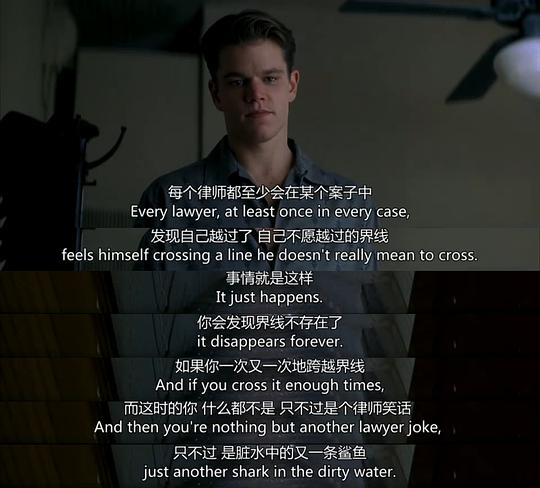 每个律师都至少会在某个案子中
Every lawyer, at least once in every case,
发现自己越过了 自己不愿越过的界线
feels himself crossing a line he doesn't really mean to cross.
事情就是这样
It just happens.
你会发现界线不存在了
it disappears forever.
如果你一次又一次地跨越界线
And if you cross it enough times,
而这时的你 什么都不是 只不过是个律师笑话
And then you're nothing but another lawyer joke,
只不过 是脏水中的又一条鲨鱼
just another shark in the dirty water.